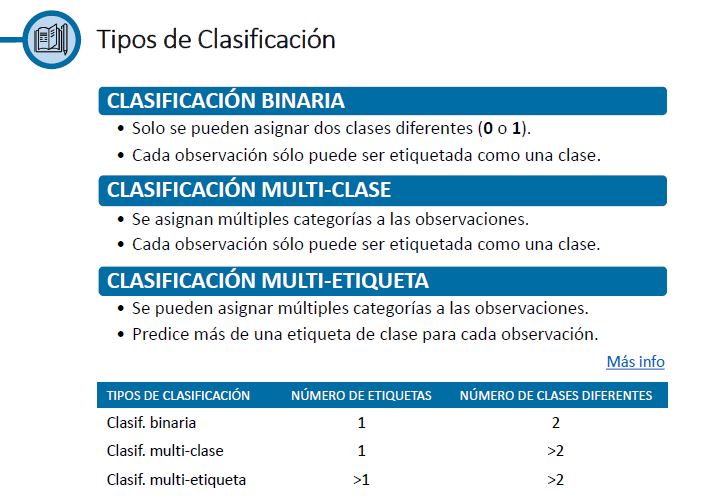 Tipos de Clasificación
CLASIFICACIÓN BINARIA
• Solo se pueden asignar dos clases diferentes (0 o 1).
• Cada observación sólo puede ser etiquetada como una clase.
CLASIFICACIÓN MULTI-CLASE
• Se asignan múltiples categorías a las observaciones.
• Cada observación sólo puede ser etiquetada como una clase.
CLASIFICACIÓN MULTI-ETIQUETA
• Se pueden asignar múltiples categorías a las observaciones.
• Predice más de una etiqueta de clase para cada observación.
Más info
TIPOS DE CLASIFICACIÓN NÚMERO DE ETIQUETAS NÚMERO DE CLASES DIFERENTES
Clasif. binaria 1 2
Clasif. multi-clase 1 >2
Clasif. multi-etiqueta >1 >2